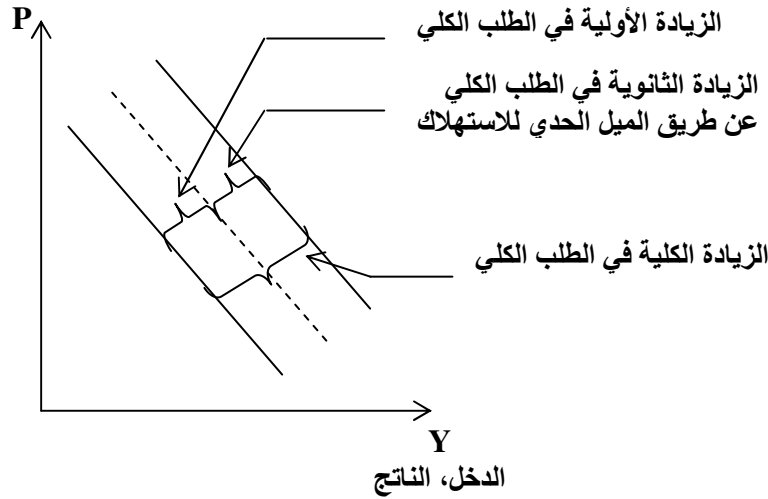 P
الزيادة الأولية في الطلب الكلي
الزيادة الثانوية في الطلب الكلي
عن طريق الميل الحدي للاستهلاك
الزيادة الكلية في الطلب الكلي
Y
الدخل، الناتج